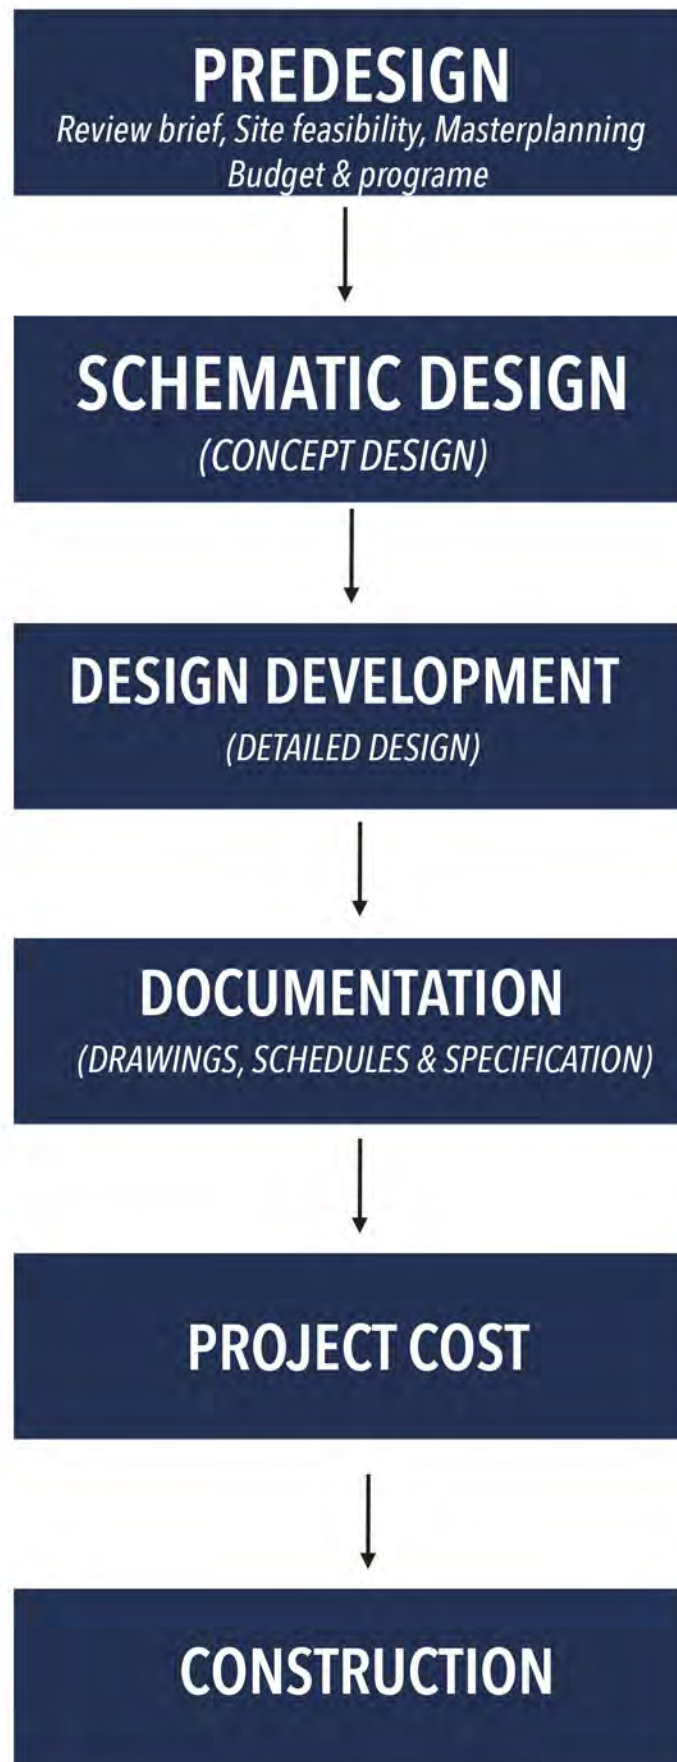 PREDESIGN
Review brief, Site feasibility, Masterplanning
Budget & programe
SCHEMATIC DESIGN
(CONCEPT DESIGN)
DESIGN DEVELOPMENT
(DETAILED DESIGN)
DOCUMENTATION
(DRAWINGS, SCHEDULES & SPECIFICATION)
PROJECT COST
CONSTRUCTION